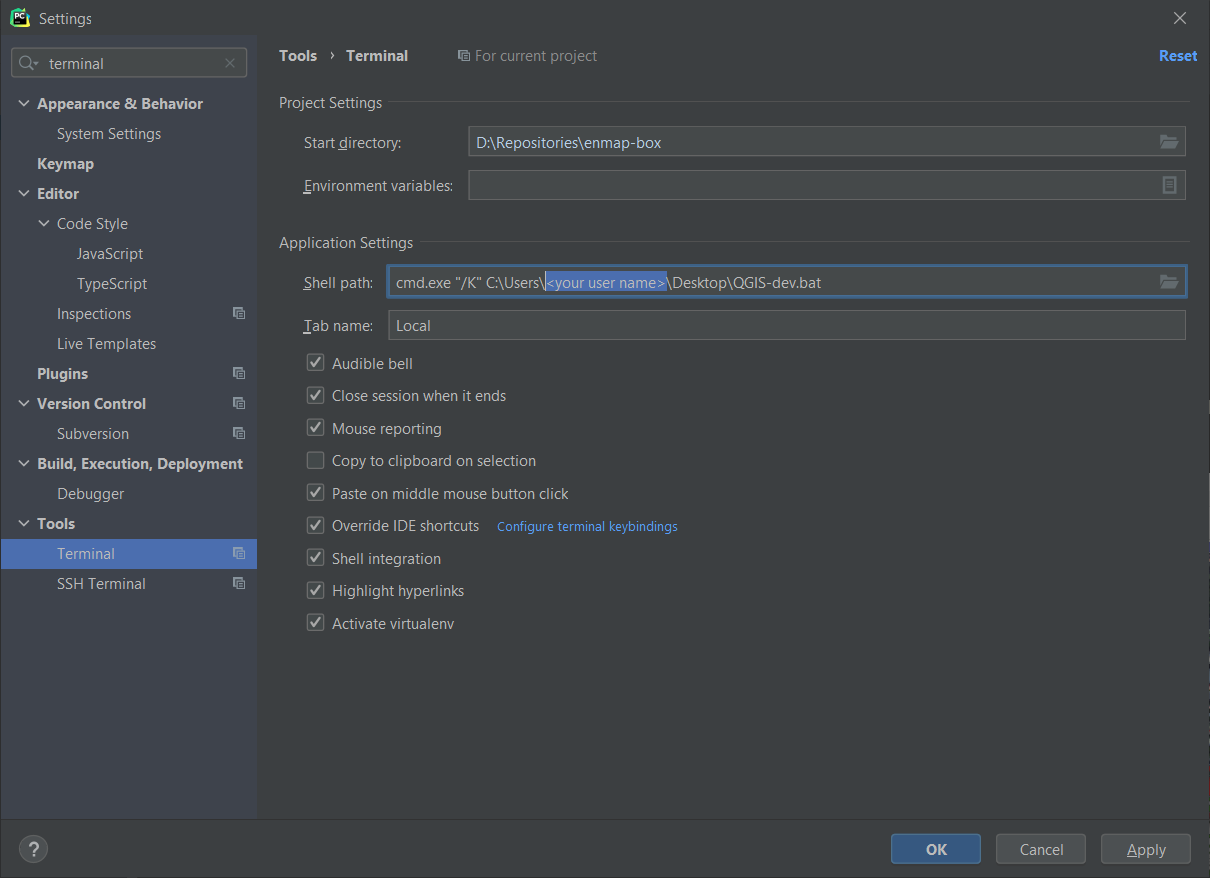 PC
Settings
terminal
Appearance & Behavior
System Settings
Keymap
Editor
Code Style
JavaScript
TypeScript
Inspections
Live Templates
Plugins
Version Control
Subversion
Build, Execution, Deployment
Debugger
Tools
Terminal
SSH Terminal
Tools › Terminal For current project Reset
Project Settings
Start directory: D:\Repositories\enmap-box
Environment variables:
Application Settings
Shell path: cmd.exe "/K" C:\Users\<your user name>\Desktop\QGIS-dev.bat
Tab name: Local
Audible bell
Close session when it ends
Mouse reporting
Copy to clipboard on selection
Paste on middle mouse button click
Override IDE shortcuts Configure terminal keybindings
Shell integration
Highlight hyperlinks
Activate virtualenv
? OK Cancel Apply